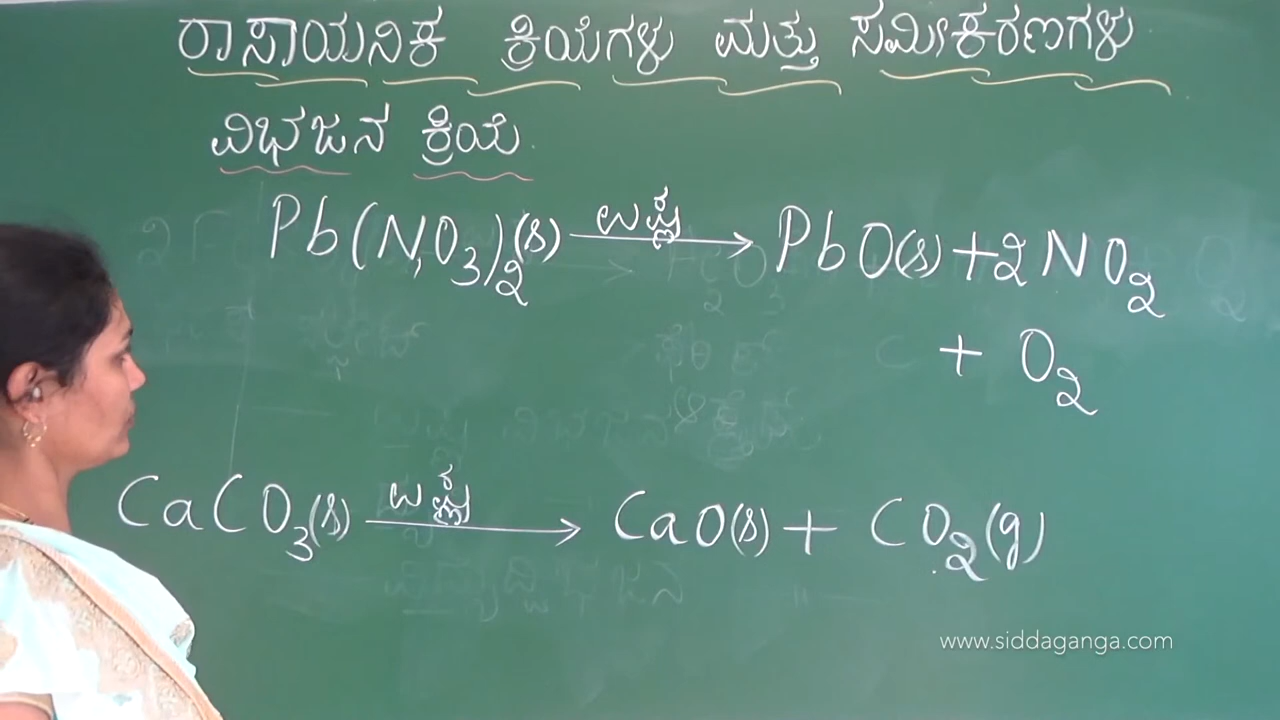 ರಾಸಾಯನಿಕ ಕ್ರಿಯೆಗಳು ಮತ್ತು ಸಮೀಕರಣಗಳು
ವಿಭಜನ ಕ್ರಿಯೆ
Pb(NO₃)₂(s) ಉಷ್ಣ → PbO(s) + 2NO₂
+ O₂
CaCO₃(s) ಉಷ್ಣ → CaO(s) + CO₂(g)
www.siddaganga.com